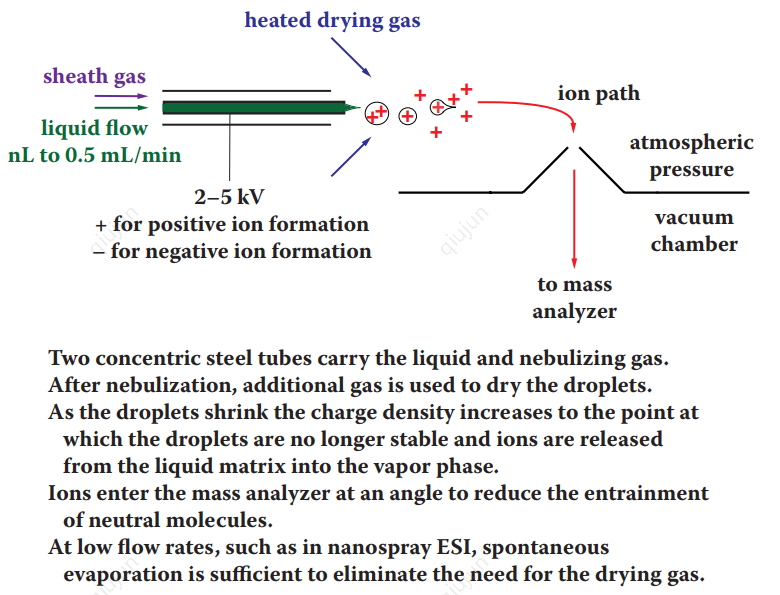 heated drying gas
sheath gas
liquid flow
nL to 0.5 mL/min
2–5 kV
+ for positive ion formation
– for negative ion formation
ion path
atmospheric
pressure
vacuum
chamber
to mass
analyzer
Two concentric steel tubes carry the liquid and nebulizing gas.
After nebulization, additional gas is used to dry the droplets.
As the droplets shrink the charge density increases to the point at
which the droplets are no longer stable and ions are released
from the liquid matrix into the vapor phase.
Ions enter the mass analyzer at an angle to reduce the entrainment
of neutral molecules.
At low flow rates, such as in nanospray ESI, spontaneous
evaporation is sufficient to eliminate the need for the drying gas.
qiujun
qiujun
qiujun
qiujun